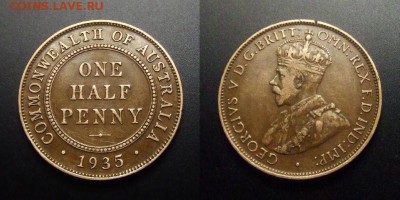 COINS.LAVE.RU
COMMONWEALTH OF AUSTRALIA
ONE
HALF
PENNY
· 1935 ·
GEORGIVS V D.G.BRITT: OMN:REX F.D.IND:IMP: